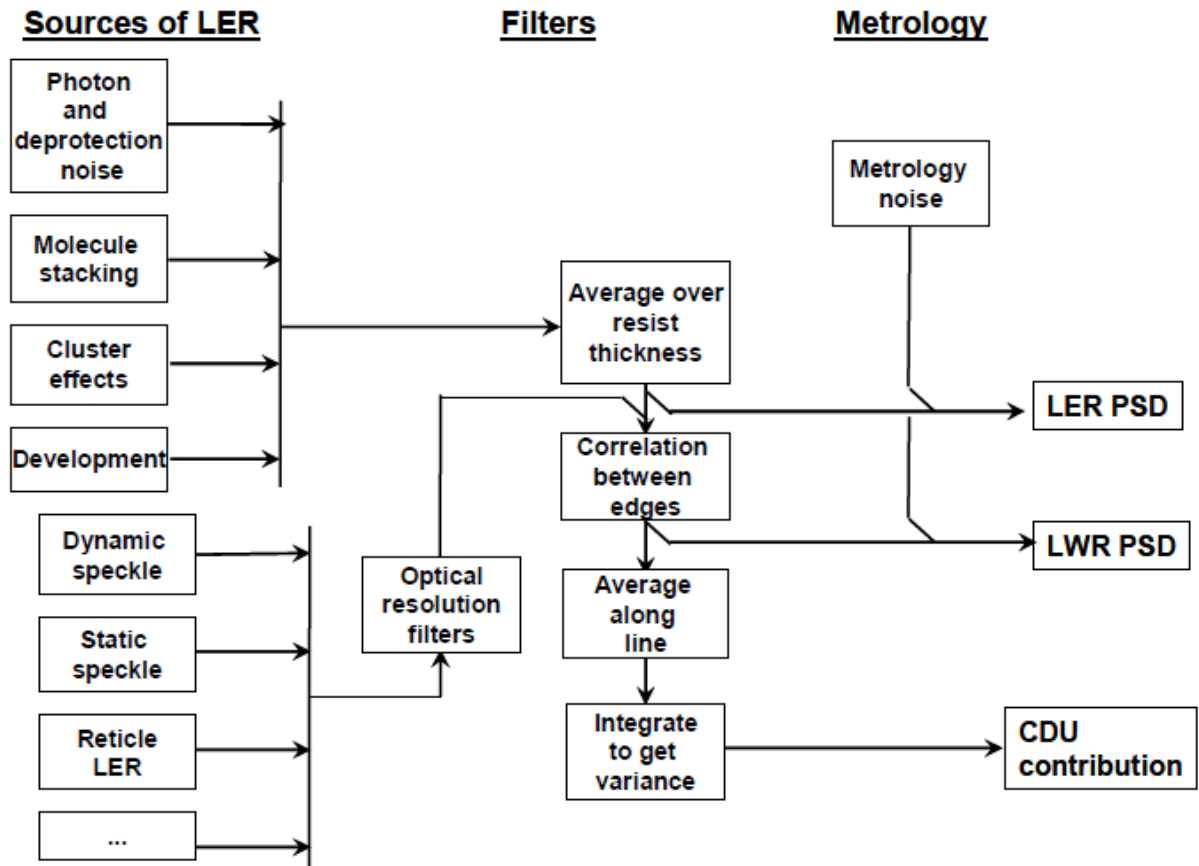 Sources of LER
Filters
Metrology
Photon
and
deprotection
noise
Molecule
stacking
Cluster
effects
Development
Dynamic
speckle
Static
speckle
Reticle
LER
...
Optical
resolution
filters
Average over
resist
thickness
Correlation
between
edges
Average
along
line
Integrate
to get
variance
Metrology
noise
LER PSD
LWR PSD
CDU
contribution